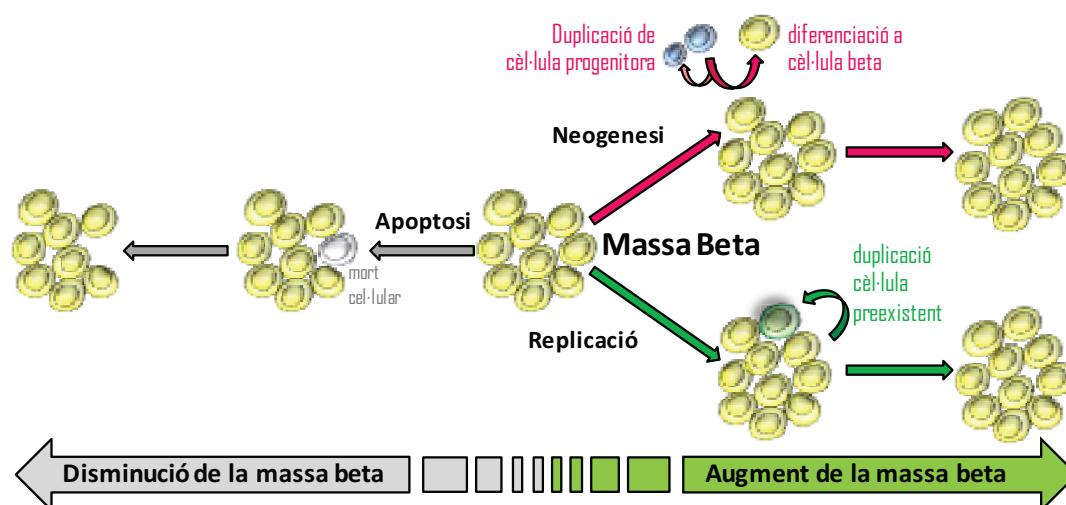 Duplicació de
cèl·lula progenitora
diferenciació a
cèl·lula beta
Neogenesi
Apoptosi
Massa Beta
mort
cel·lular
duplicació
cèl·lula
preexistent
Replicació
Disminució de la massa beta
Augment de la massa beta